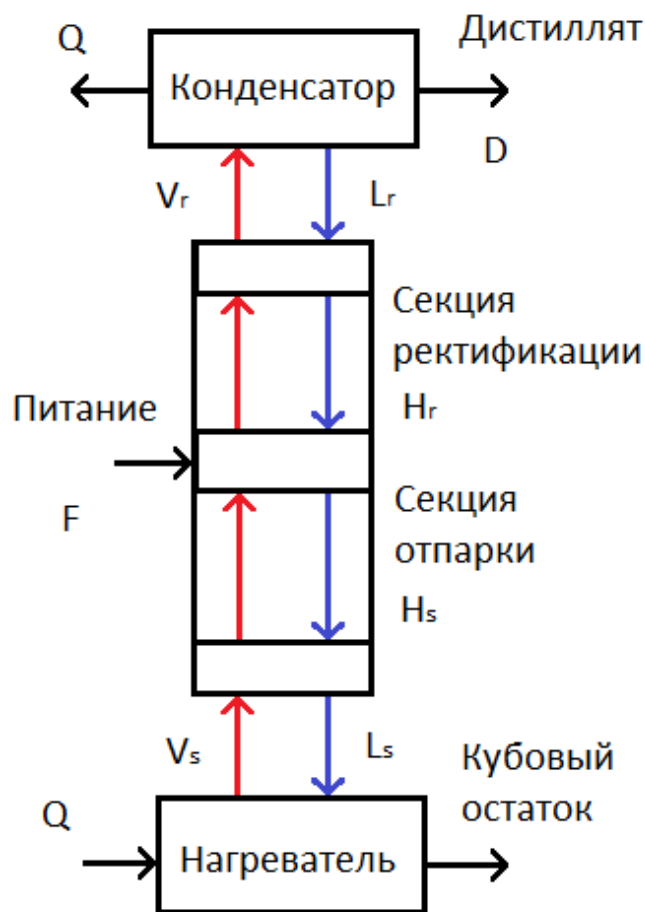 Q
Дистиллят
Конденсатор
D
Vr
Lr
Секция
ректификации
Hr
Питание
F
Секция
отпарки
Hs
Vs
Ls
Кубовый
остаток
Q
Нагреватель